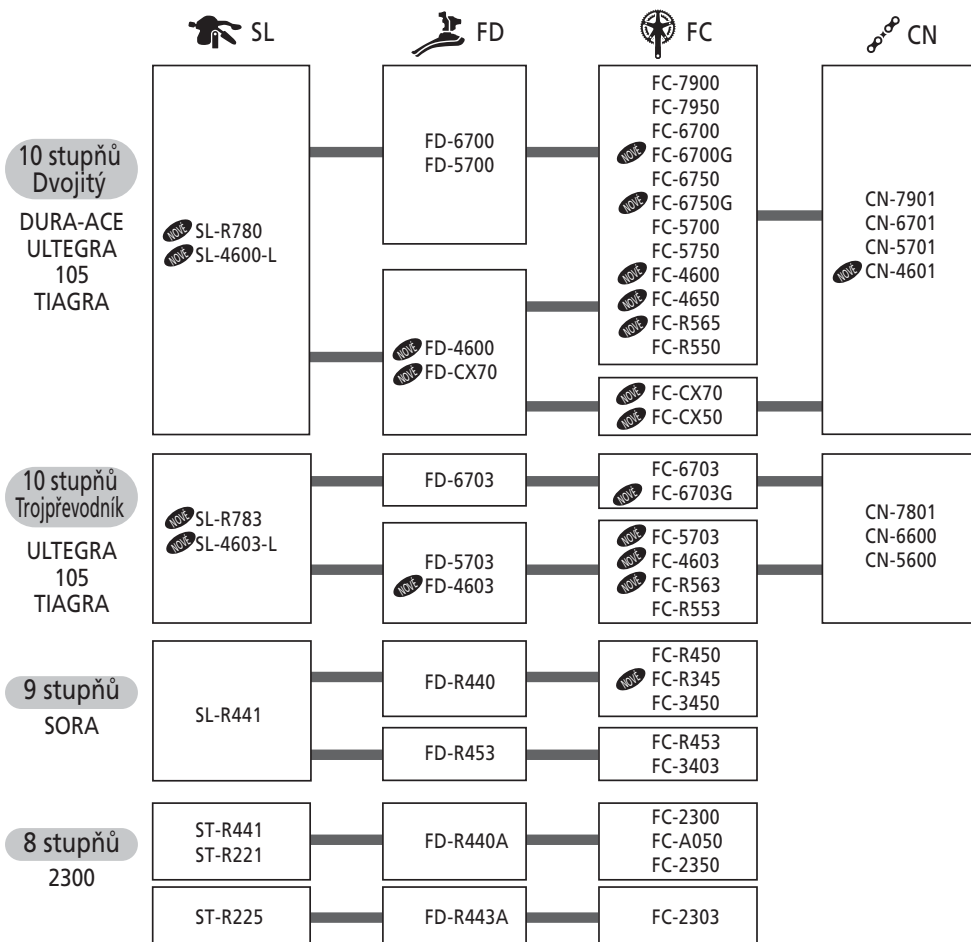 SL FD FC CN
10 stupňů
Dvojitý
DURA-ACE
ULTEGRA
105
TIAGRA
NOVÉ SL-R780
NOVÉ SL-4600-L
FD-6700
FD-5700
NOVÉ FD-4600
NOVÉ FD-CX70
FC-7900
FC-7950
FC-6700
NOVÉ FC-6700G
FC-6750
NOVÉ FC-6750G
FC-5700
FC-5750
NOVÉ FC-4600
NOVÉ FC-4650
NOVÉ FC-R565
FC-R550
NOVÉ FC-CX70
NOVÉ FC-CX50
CN-7901
CN-6701
CN-5701
NOVÉ CN-4601
10 stupňů
Trojpřevodník
ULTEGRA
105
TIAGRA
NOVÉ SL-R783
NOVÉ SL-4603-L
FD-6703
FD-5703
NOVÉ FD-4603
FC-6703
NOVÉ FC-6703G
NOVÉ FC-5703
NOVÉ FC-4603
NOVÉ FC-R563
FC-R553
CN-7801
CN-6600
CN-5600
9 stupňů
SORA
SL-R441
FD-R440
FD-R453
FC-R450
NOVÉ FC-R345
FC-3450
FC-R453
FC-3403
8 stupňů
2300
ST-R441
ST-R221
FD-R440A
FC-2300
FC-A050
FC-2350
ST-R225
FD-R443A
FC-2303